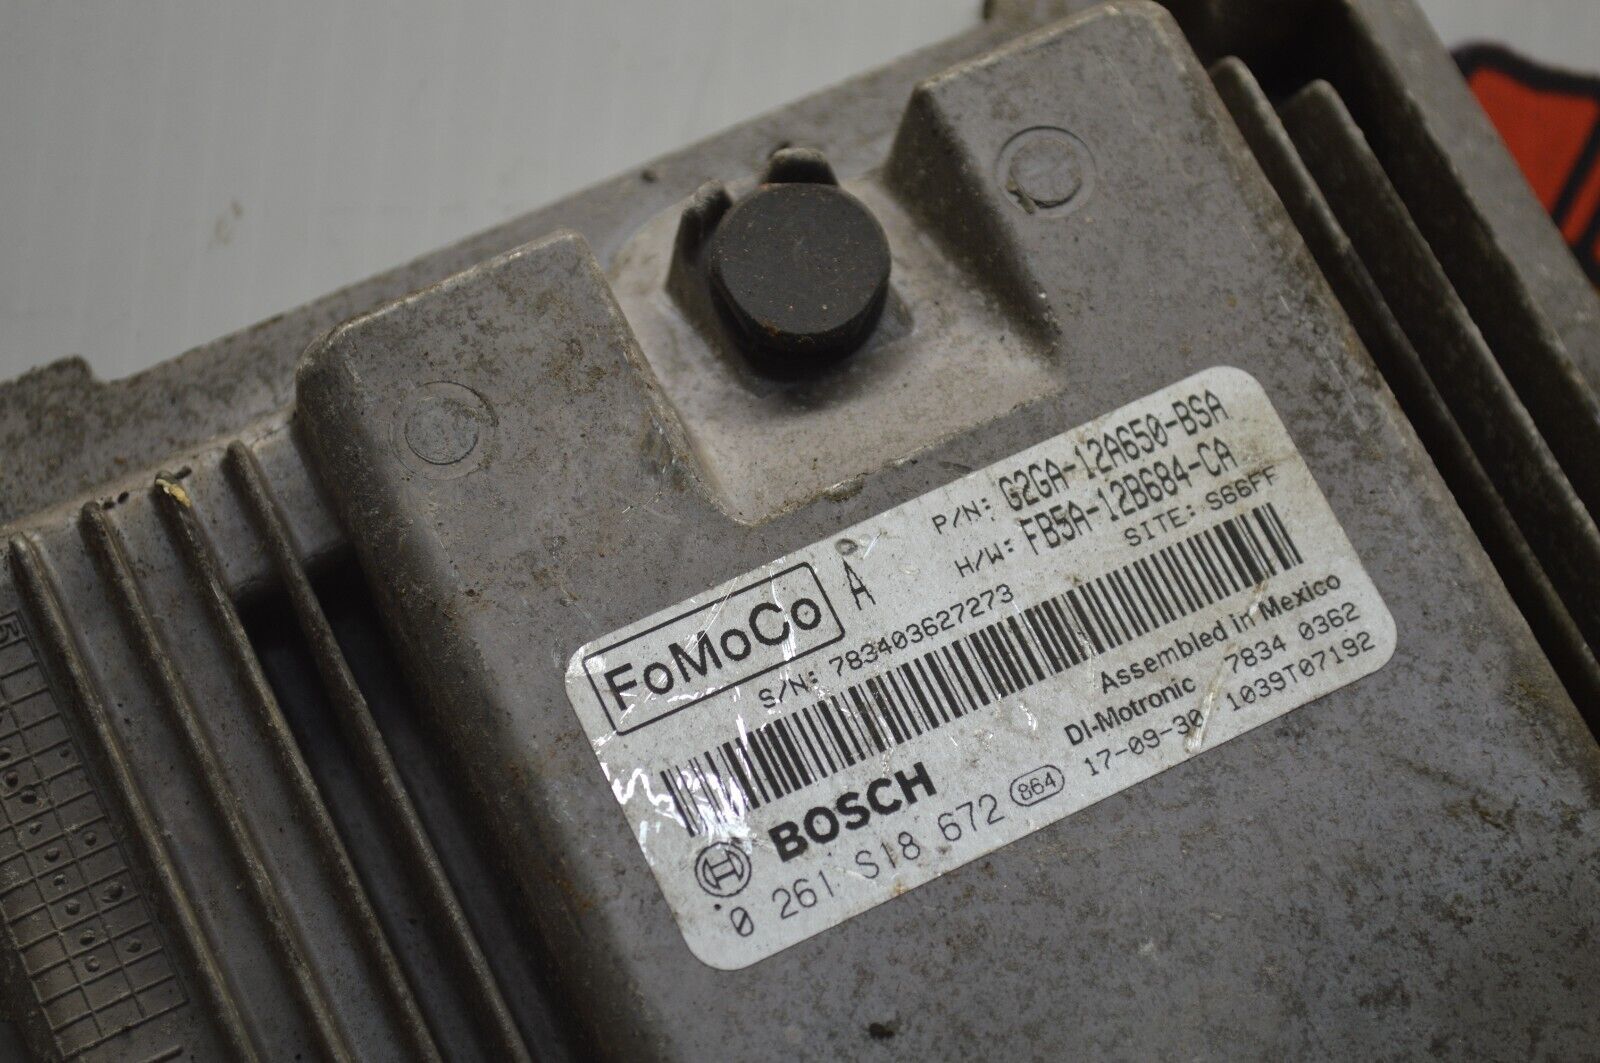 P/N: G2GA-12A650-BSA
H/W: FB5A-12B684-CA
SITE: S66FF
FoMoCo A
S/N: 783403627273
Assembled in Mexico
BOSCH
DI-Motronic 7834 0362
0 261 S18 672 864 17-09-30 1039T07192
15